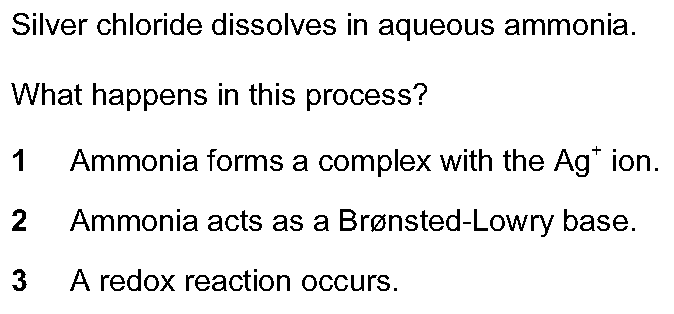 Silver chloride dissolves in aqueous ammonia.
What happens in this process?
1 Ammonia forms a complex with the Ag⁺ ion.
2 Ammonia acts as a Brønsted-Lowry base.
3 A redox reaction occurs.